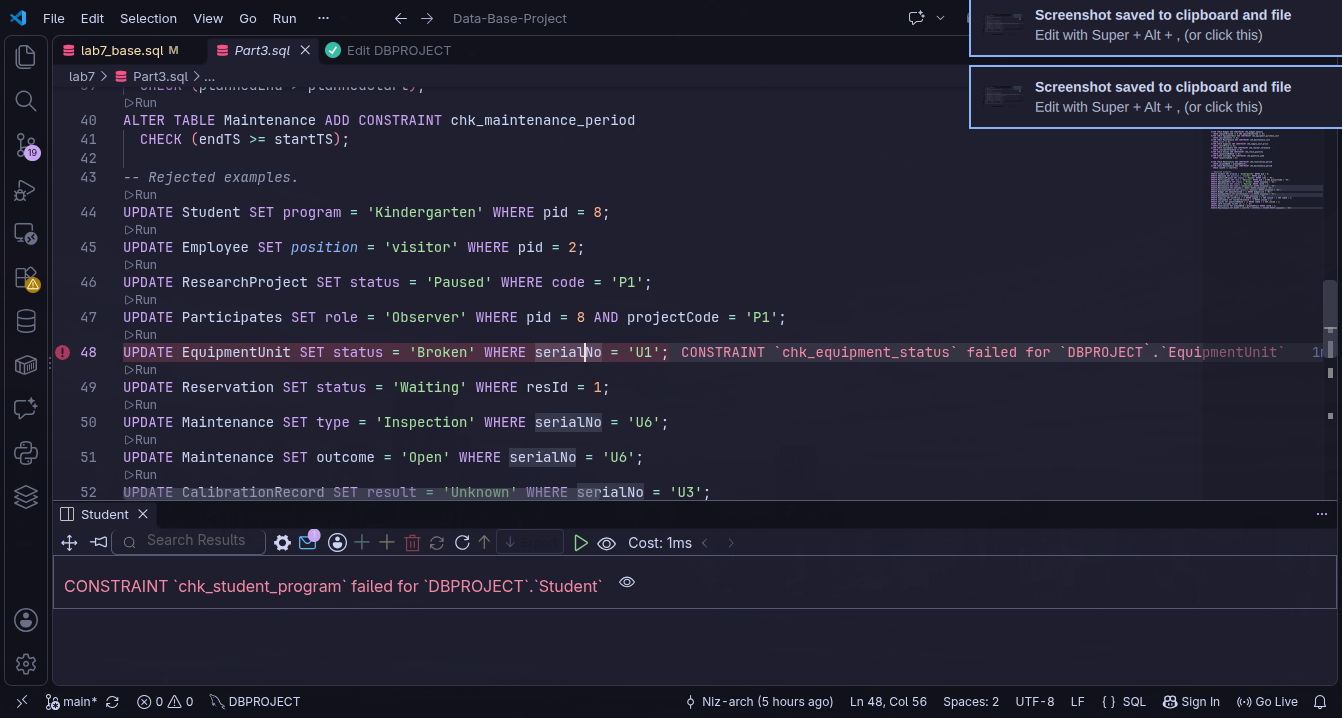 File Edit Selection View Go Run ··· Data-Base-Project
Screenshot saved to clipboard and file
Edit with Super + Alt + , (or click this)
Screenshot saved to clipboard and file
Edit with Super + Alt + , (or click this)
lab7_base.sql M Part3.sql Edit DBPROJECT
lab7 > Part3.sql > ...
Run
40 ALTER TABLE Maintenance ADD CONSTRAINT chk_maintenance_period
41 CHECK (endTS >= startTS);
42
43 -- Rejected examples.
Run
44 UPDATE Student SET program = 'Kindergarten' WHERE pid = 8;
Run
45 UPDATE Employee SET position = 'visitor' WHERE pid = 2;
Run
46 UPDATE ResearchProject SET status = 'Paused' WHERE code = 'P1';
Run
47 UPDATE Participates SET role = 'Observer' WHERE pid = 8 AND projectCode = 'P1';
Run
48 UPDATE EquipmentUnit SET status = 'Broken' WHERE serialNo = 'U1'; CONSTRAINT `chk_equipment_status` failed for `DBPROJECT`.`EquipmentUnit`
Run
49 UPDATE Reservation SET status = 'Waiting' WHERE resId = 1;
Run
50 UPDATE Maintenance SET type = 'Inspection' WHERE serialNo = 'U6';
Run
51 UPDATE Maintenance SET outcome = 'Open' WHERE serialNo = 'U6';
Run
52 UPDATE CalibrationRecord SET result = 'Unknown' WHERE serialNo = 'U3';
19
Student
Search Results Cost: 1ms
CONSTRAINT `chk_student_program` failed for `DBPROJECT`.`Student`
main* 0 0 DBPROJECT Niz-arch (5 hours ago) Ln 48, Col 56 Spaces: 2 UTF-8 LF { } SQL Sign In Go Live